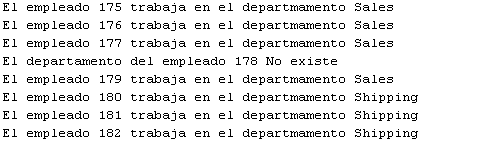 El empleado 175 trabaja en el departmamento Sales
El empleado 176 trabaja en el departmamento Sales
El empleado 177 trabaja en el departmamento Sales
El departamento del empleado 178 No existe
El empleado 179 trabaja en el departmamento Sales
El empleado 180 trabaja en el departmamento Shipping
El empleado 181 trabaja en el departmamento Shipping
El empleado 182 trabaja en el departmamento Shipping